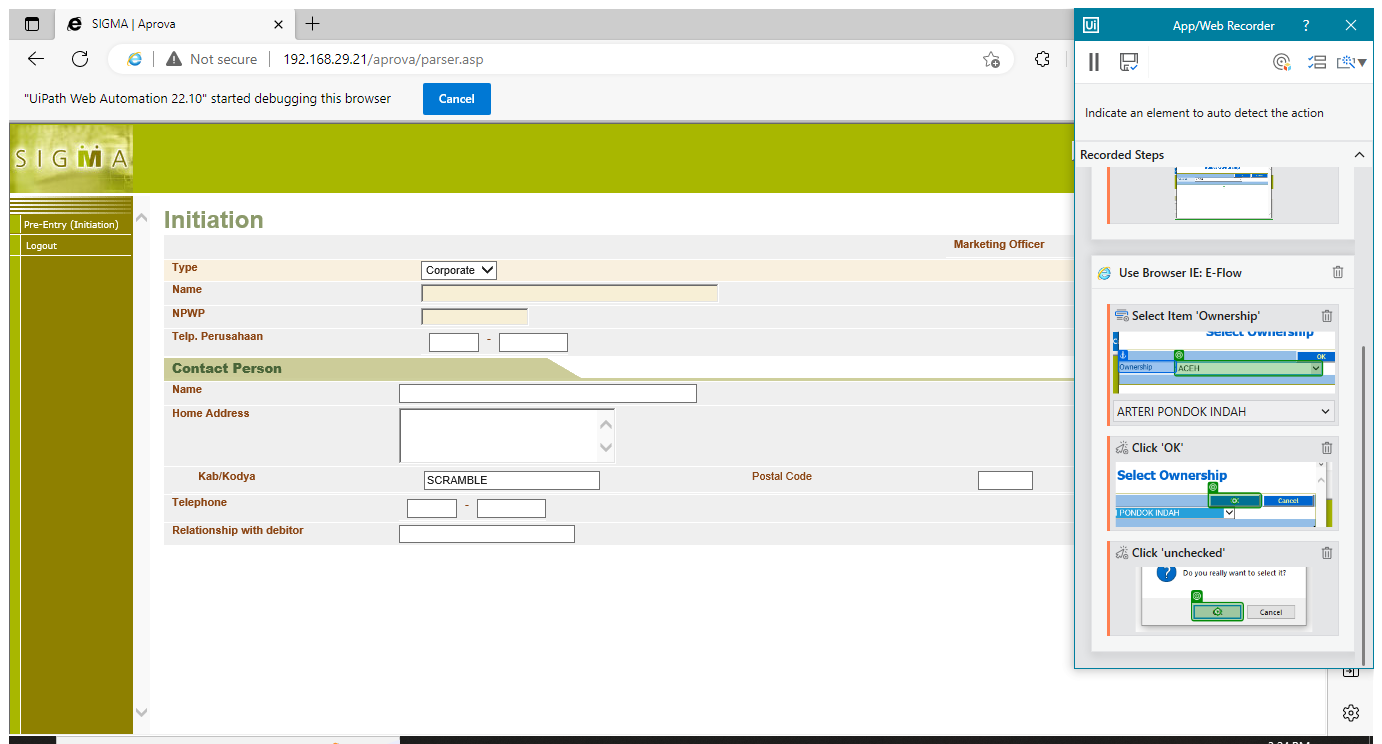 SIGMA | Aprova
Not secure
192.168.29.21/aprova/parser.asp
"UiPath Web Automation 22.10" started debugging this browser
Cancel
SIGMA
Pre-Entry (Initiation)
Logout
Initiation
Marketing Officer
Type
Corporate
Name
NPWP
Telp. Perusahaan
-
Contact Person
Name
Home Address
Kab/Kodya
SCRAMBLE
Postal Code
Telephone
-
Relationship with debitor
Ui
App/Web Recorder
?
Indicate an element to auto detect the action
Recorded Steps
Use Browser IE: E-Flow
Select Item 'Ownership'
Select Ownership
OK
Ownership
ACEH
ARTERI PONDOK INDAH
Click 'OK'
Select Ownership
OK
Cancel
PONDOK INDAH
Click 'unchecked'
Do you really want to select it?
Cancel